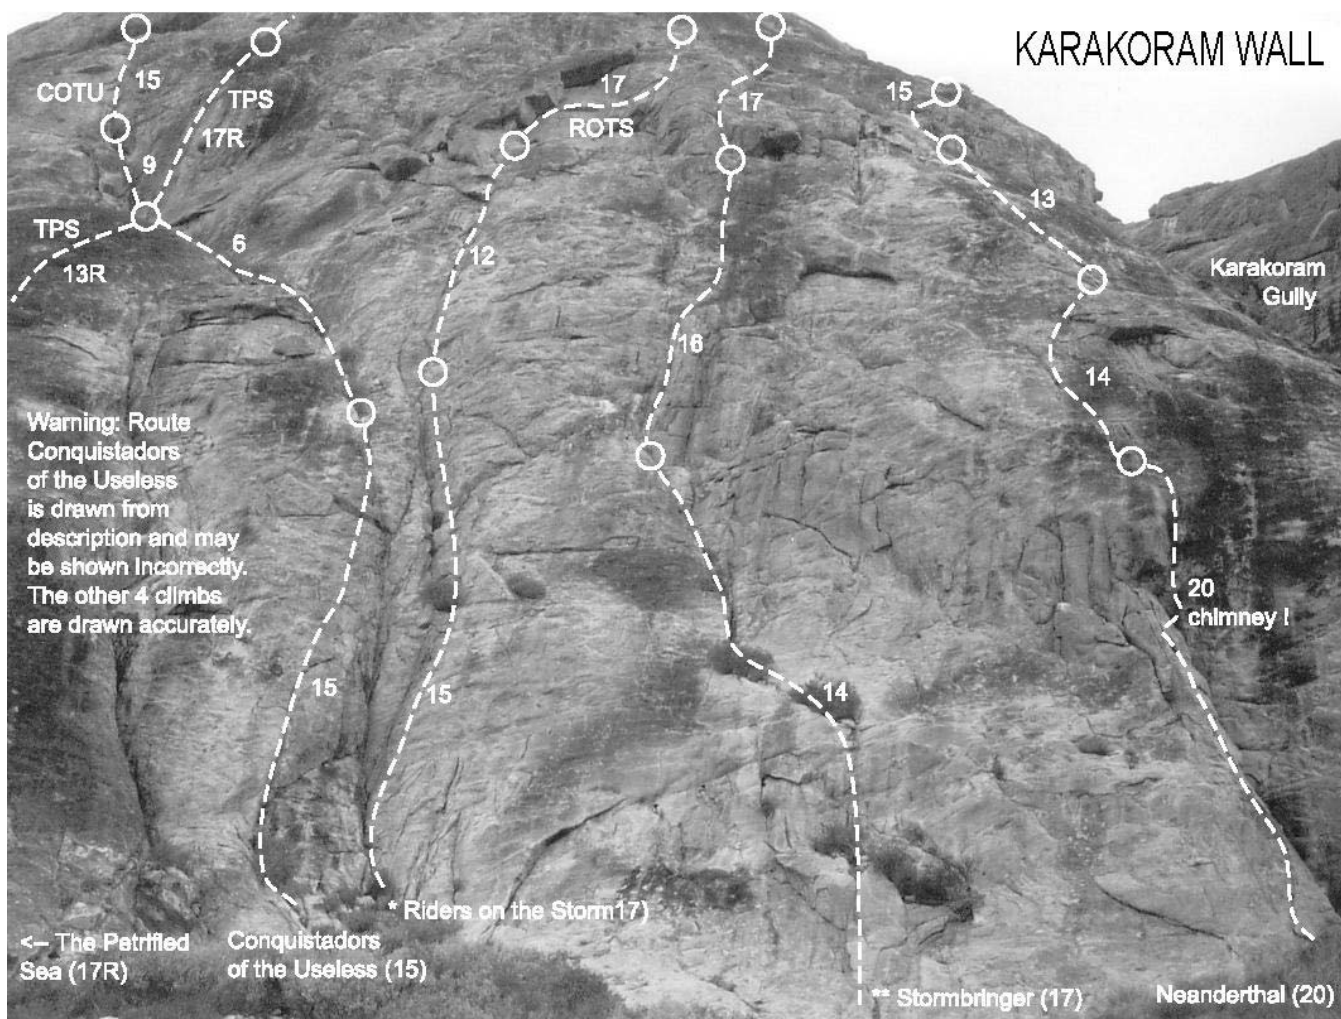 KARAKORAM WALL
15
COTU
TPS
17R
9
17
ROTS
17
15
13
TPS
6
13R
12
Karakoram
Gully
16
14
Warning: Route
Conquistadors
of the Useless
is drawn from
description and may
be shown incorrectly.
The other 4 climbs
are drawn accurately.
20
chimney !
15
15
14
* Riders on the Storm17)
<-- The Petrified
Sea (17R)
Conquistadors
of the Useless (15)
** Stormbringer (17)
Neanderthal (20)